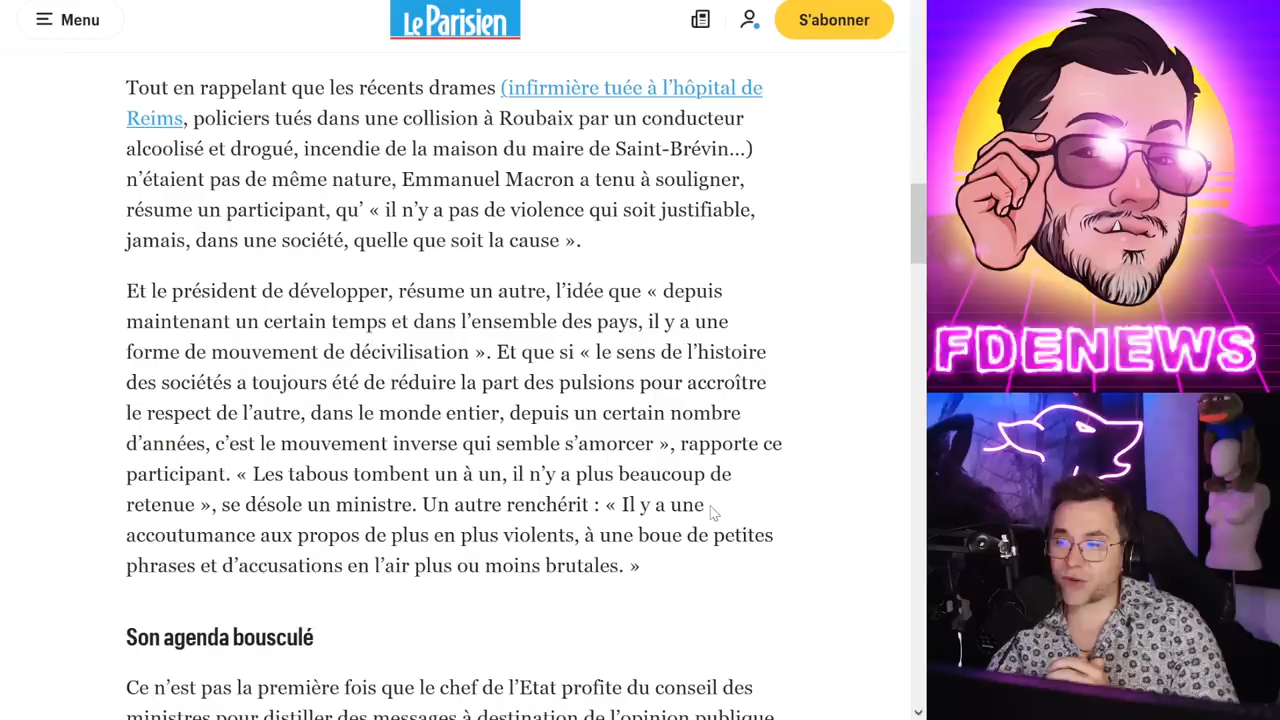 Menu
Le Parisien
S'abonner
Tout en rappelant que les récents drames (infirmière tuée à l’hôpital de
Reims, policiers tués dans une collision à Roubaix par un conducteur
alcoolisé et drogué, incendie de la maison du maire de Saint-Brévin...)
n’étaient pas de même nature, Emmanuel Macron a tenu à souligner,
résume un participant, qu’ « il n’y a pas de violence qui soit justifiable,
jamais, dans une société, quelle que soit la cause ».
Et le président de développer, résume un autre, l’idée que « depuis
maintenant un certain temps et dans l’ensemble des pays, il y a une
forme de mouvement de décivilisation ». Et que si « le sens de l’histoire
des sociétés a toujours été de réduire la part des pulsions pour accroître
le respect de l’autre, dans le monde entier, depuis un certain nombre
d’années, c’est le mouvement inverse qui semble s’amorcer », rapporte ce
participant. « Les tabous tombent un à un, il n’y a plus beaucoup de
retenue », se désole un ministre. Un autre renchérit : « Il y a une
accoutumance aux propos de plus en plus violents, à une boue de petites
phrases et d’accusations en l’air plus ou moins brutales. »
Son agenda bousculé
Ce n’est pas la première fois que le chef de l’Etat profite du conseil des
ministres pour distiller des messages à destination de l’opinion publique
FDENEWS